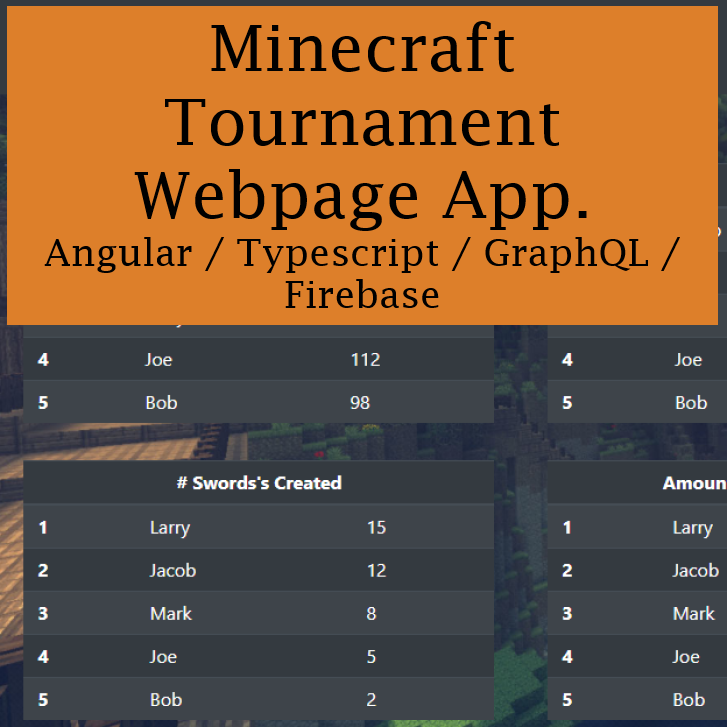 Minecraft
Tournament
Webpage App.
Angular / Typescript / GraphQL /
Firebase
4 Joe 112
5 Bob 98
4 Joe
5 Bob
# Swords's Created
1 Larry 15
2 Jacob 12
3 Mark 8
4 Joe 5
5 Bob 2
Amoun
1 Larry
2 Jacob
3 Mark
4 Joe
5 Bob